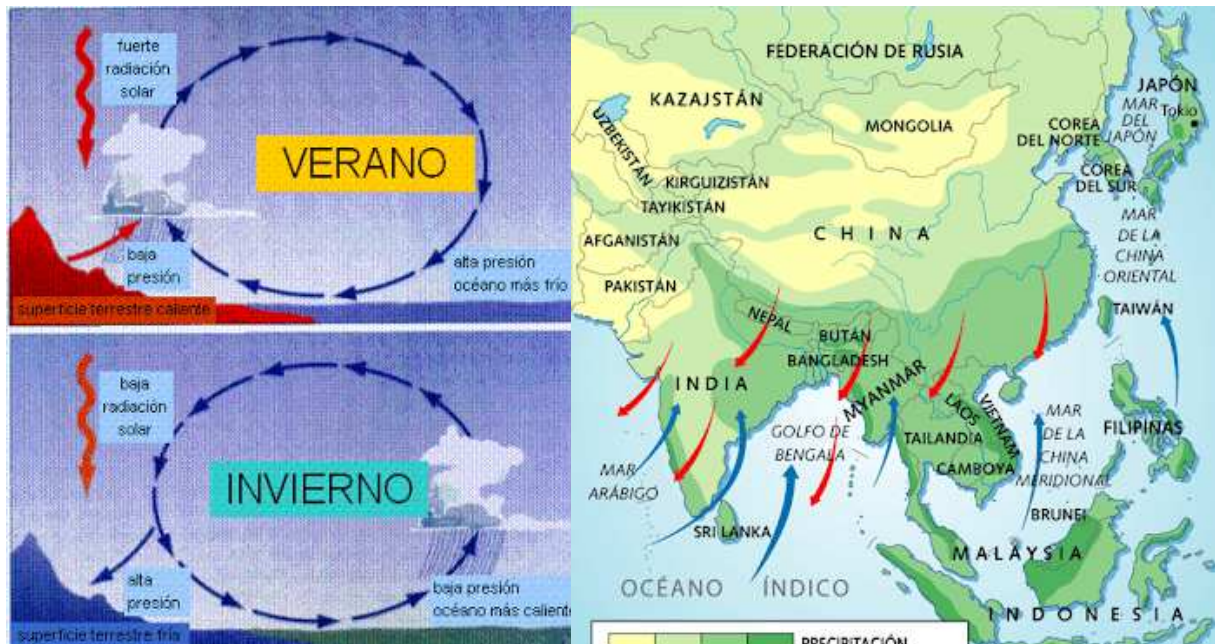 fuerte
radiación
solar
VERANO
baja
presión
alta presión
océano más frío
superficie terrestre caliente
baja
radiación
solar
INVIERNO
alta
presión
baja presión
océano más caliente
superficie terrestre fría
FEDERACIÓN DE RUSIA
KAZAJSTÁN
MONGOLIA
UZBEKISTÁN
KIRGUIZISTÁN
TAYIKISTÁN
AFGANISTÁN
PAKISTÁN
CHINA
NEPAL
BUTÁN
BANGLADESH
INDIA
MYANMAR
LAOS
VIETNAM
TAILANDIA
CAMBOYA
JAPÓN
Tokio
MAR
DEL
JAPÓN
COREA
DEL NORTE
COREA
DEL SUR
MAR
DE LA
CHINA
ORIENTAL
TAIWÁN
FILIPINAS
MAR
DE LA
CHINA
MERIDIONAL
GOLFO DE
BENGALA
MAR
ARÁBIGO
SRI LANKA
BRUNEI
MALAYSIA
OCÉANO ÍNDICO
INDONESIA
PRECIPITACIÓN